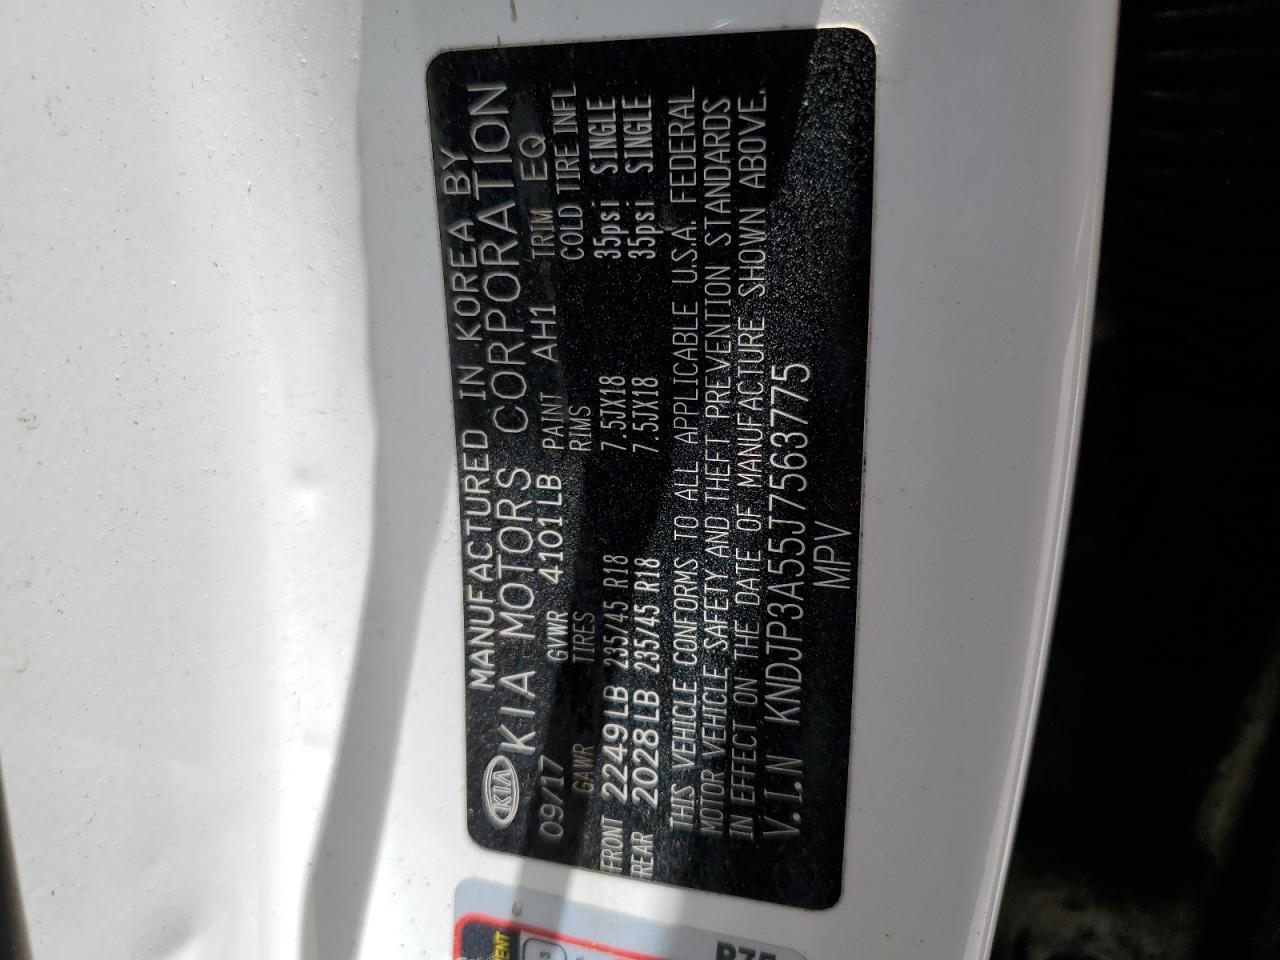 MANUFACTURED IN KOREA BY
KIA KIA MOTORS CORPORATION
09/17 GVWR 4101LB PAINT AH1 TRIM EQ
GAWR TIRES RIMS COLD TIRE INFL
FRONT 2249LB 235/45 R18 7.5JX18 35psi SINGLE
REAR 2028LB 235/45 R18 7.5JX18 35psi SINGLE
THIS VEHICLE CONFORMS TO ALL APPLICABLE U.S.A. FEDERAL
MOTOR VEHICLE SAFETY AND THEFT PREVENTION STANDARDS
IN EFFECT ON THE DATE OF MANUFACTURE SHOWN ABOVE.
V.I.N KNDJP3A55J7563775
MPV